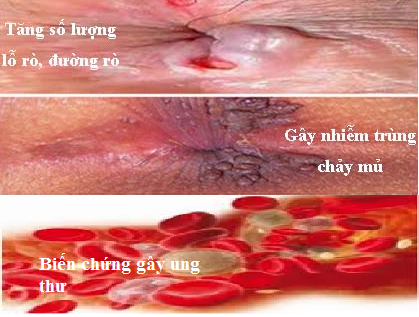 Tăng số lượng
lỗ rò, đường rò
Gây nhiễm trùng
chảy mủ
Biến chứng gây ung
thư